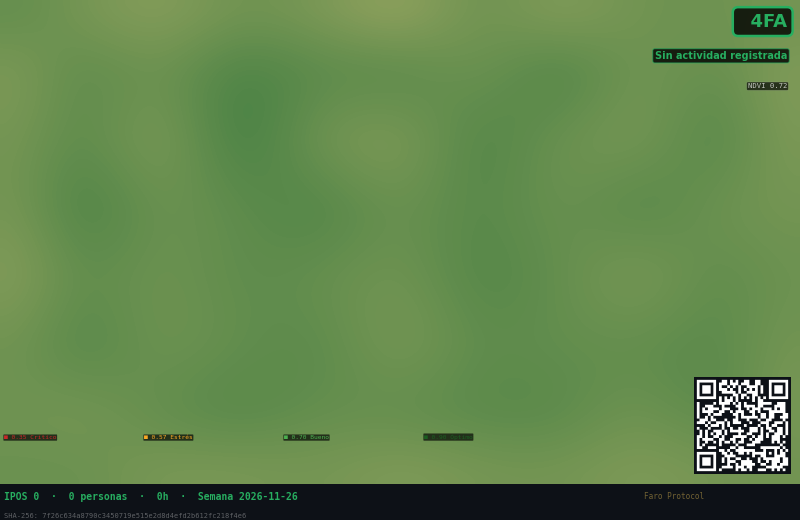 4FA
Sin actividad registrada
NDVI 0.72
0.57 Estrés
0.70 Bueno
IPOS 0 · 0 personas · 0h · Semana 2026-11-26
Faro Protocol
SHA-256: